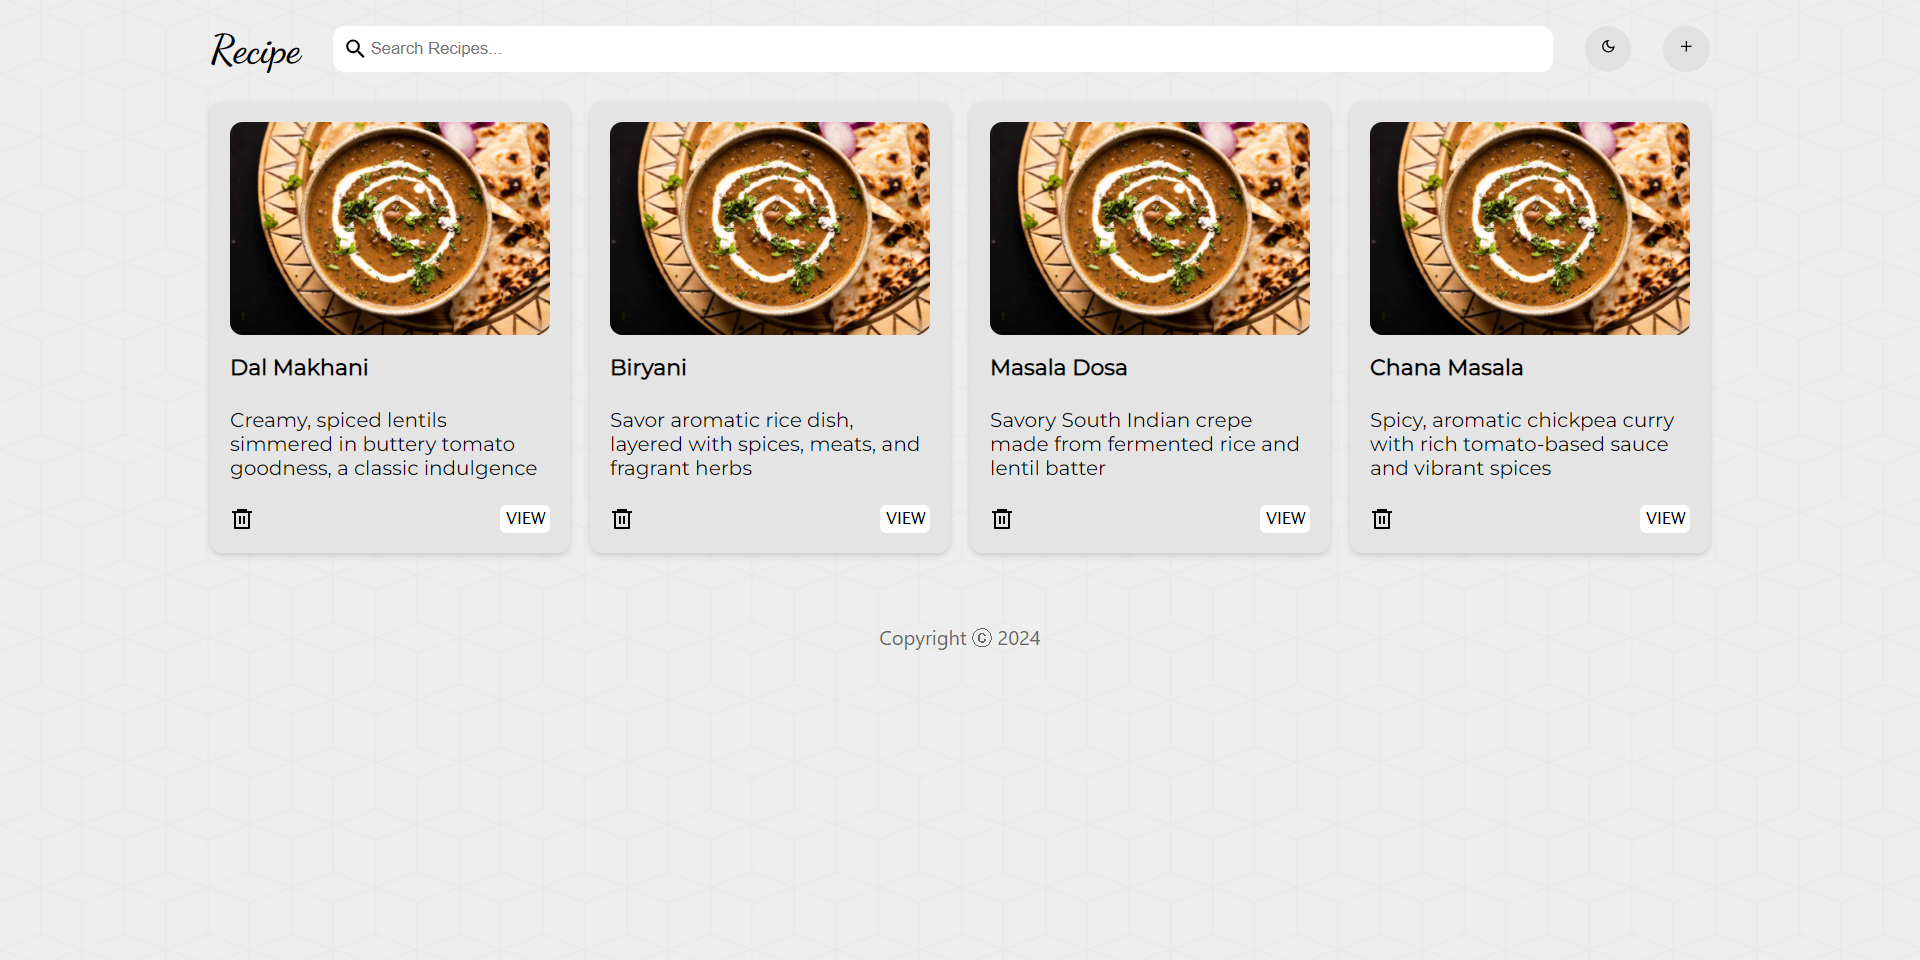 Recipe
Search Recipes...
Dal Makhani
Creamy, spiced lentils
simmered in buttery tomato
goodness, a classic indulgence
VIEW
Biryani
Savor aromatic rice dish,
layered with spices, meats, and
fragrant herbs
VIEW
Masala Dosa
Savory South Indian crepe
made from fermented rice and
lentil batter
VIEW
Chana Masala
Spicy, aromatic chickpea curry
with rich tomato-based sauce
and vibrant spices
VIEW
Copyright ⓒ 2024